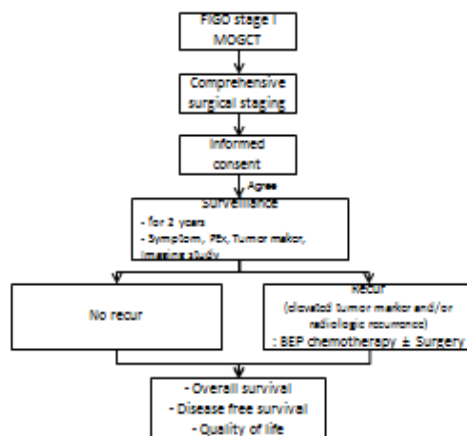 FIGO stage I
MOGCT
Comprehensive
surgical staging
Informed
consent
Agree
Surveillance
- for 2 years
- Symptom, PEx, Tumor maker,
Imaging study
No recur
Recur
(elevated tumor marker and/or
radiologic recurrence)
: BEP chemotherapy ± Surgery
- Overall survival
- Disease free survival
- Quality of life